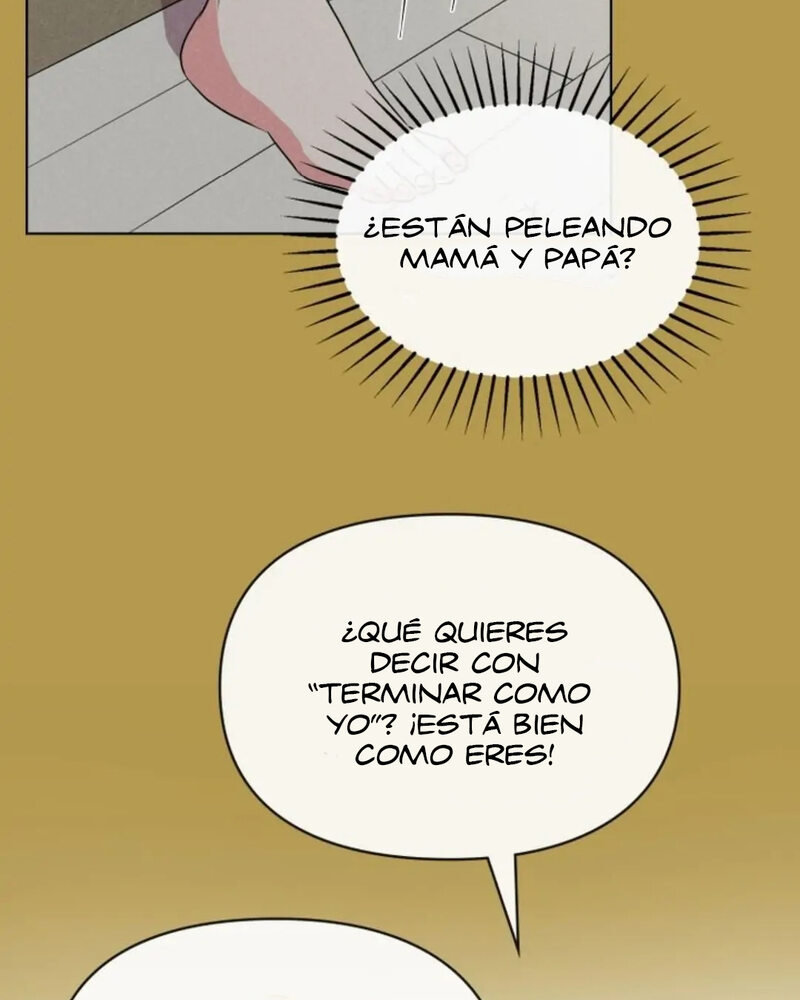 ¿ESTÁN PELEANDO
MAMÁ Y PAPÁ?
¿QUÉ QUIERES
DECIR CON
“TERMINAR COMO
YO”? ¡ESTÁ BIEN
COMO ERES!